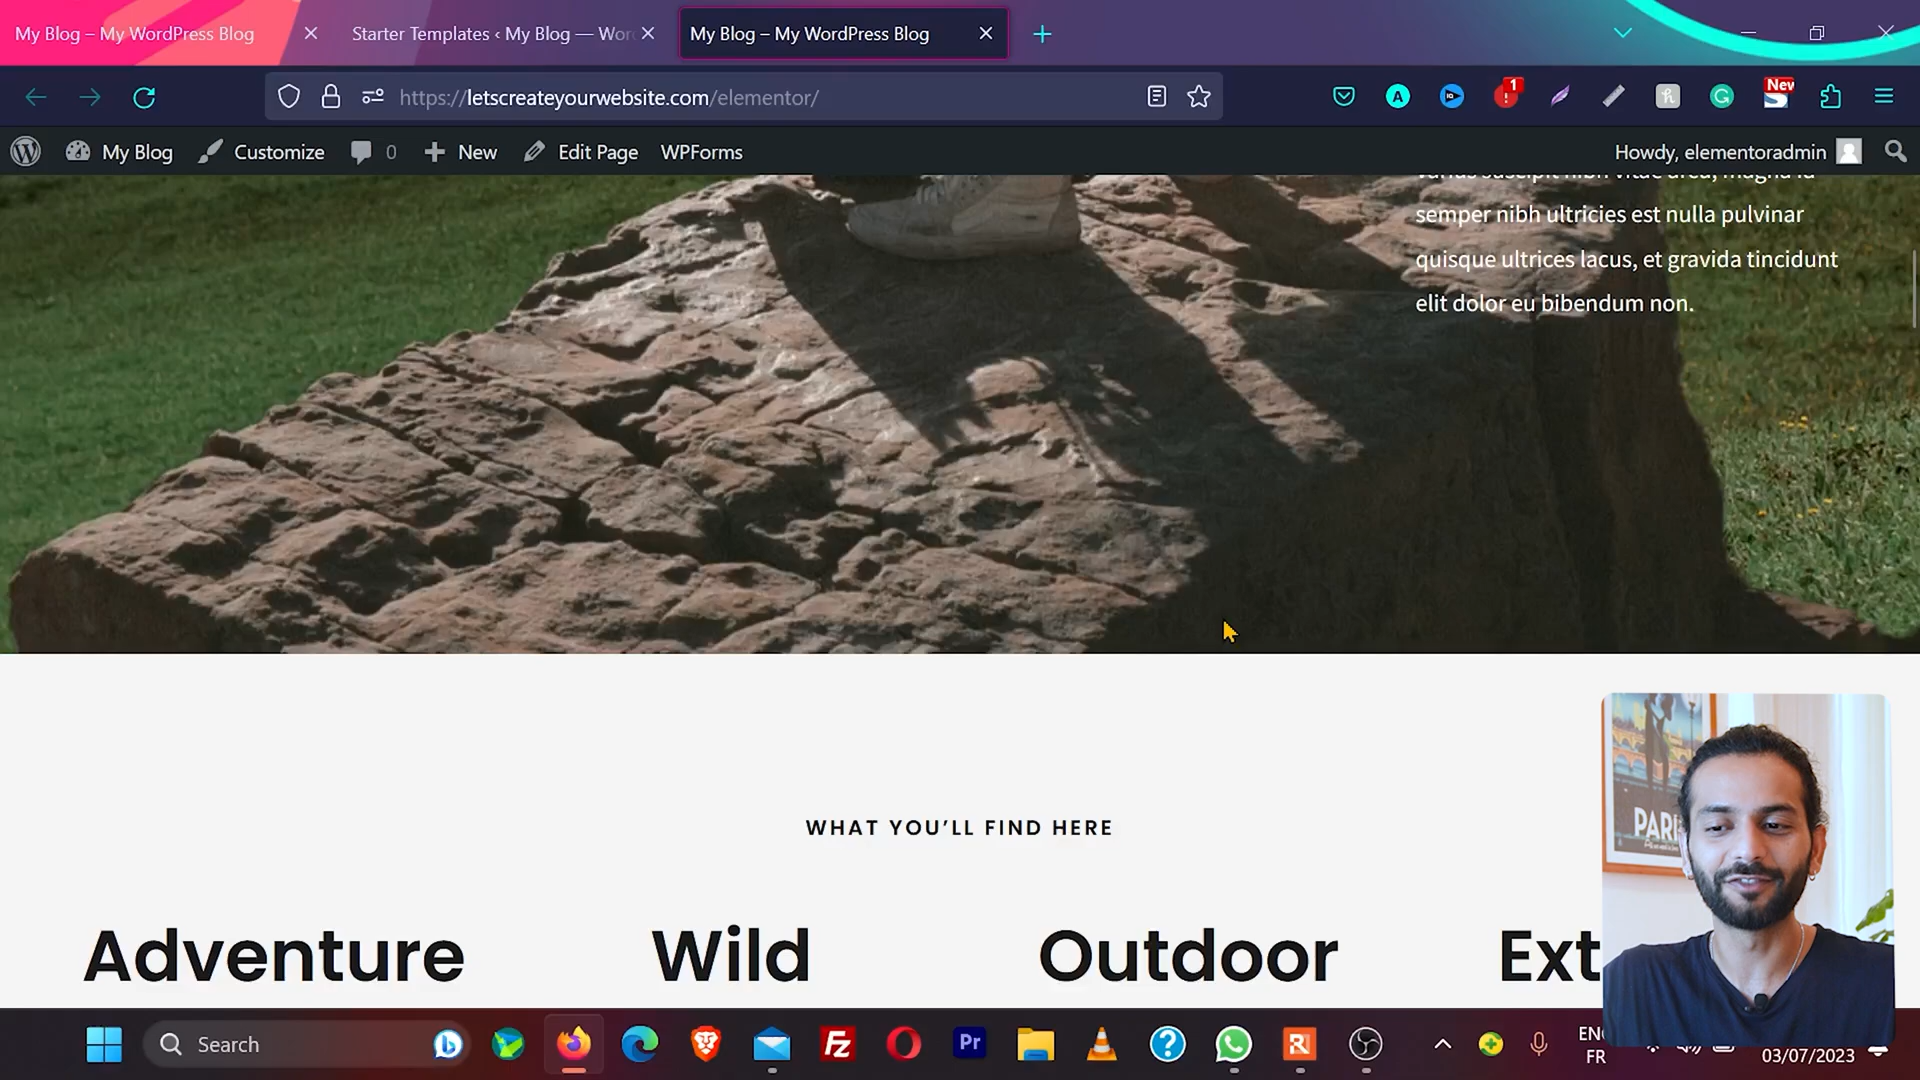 My Blog – My WordPress Blog
Starter Templates ‹ My Blog — Wor
My Blog – My WordPress Blog
https://letscreateyourwebsite.com/elementor/
1
New
My Blog
Customize
0
New
Edit Page
WPForms
Howdy, elementoradmin
semper nibh ultricies est nulla pulvinar
quisque ultrices lacus, et gravida tincidunt
elit dolor eu bibendum non.
WHAT YOU’LL FIND HERE
Adventure
Wild
Outdoor
Ext
PARI
Search
Pr
FR
03/07/2023